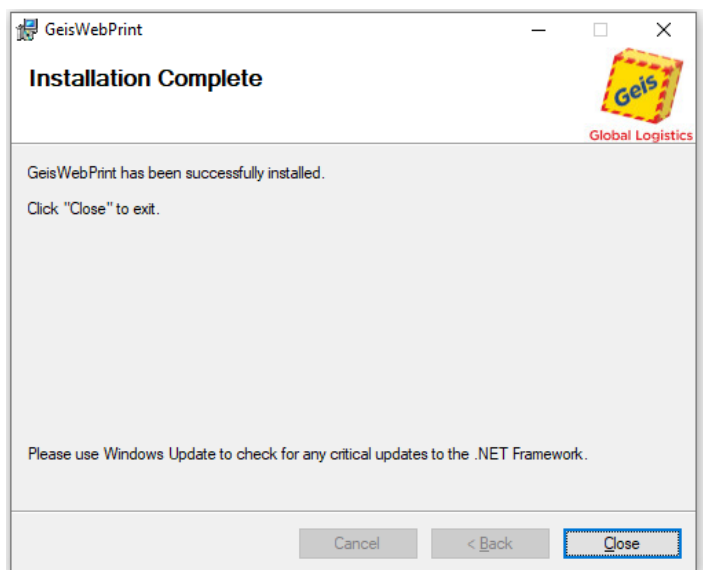 GeisWebPrint
Installation Complete
Geis
Global Logistics
GeisWebPrint has been successfully installed.
Click "Close" to exit.
Please use Windows Update to check for any critical updates to the .NET Framework.
Cancel
< Back
Close